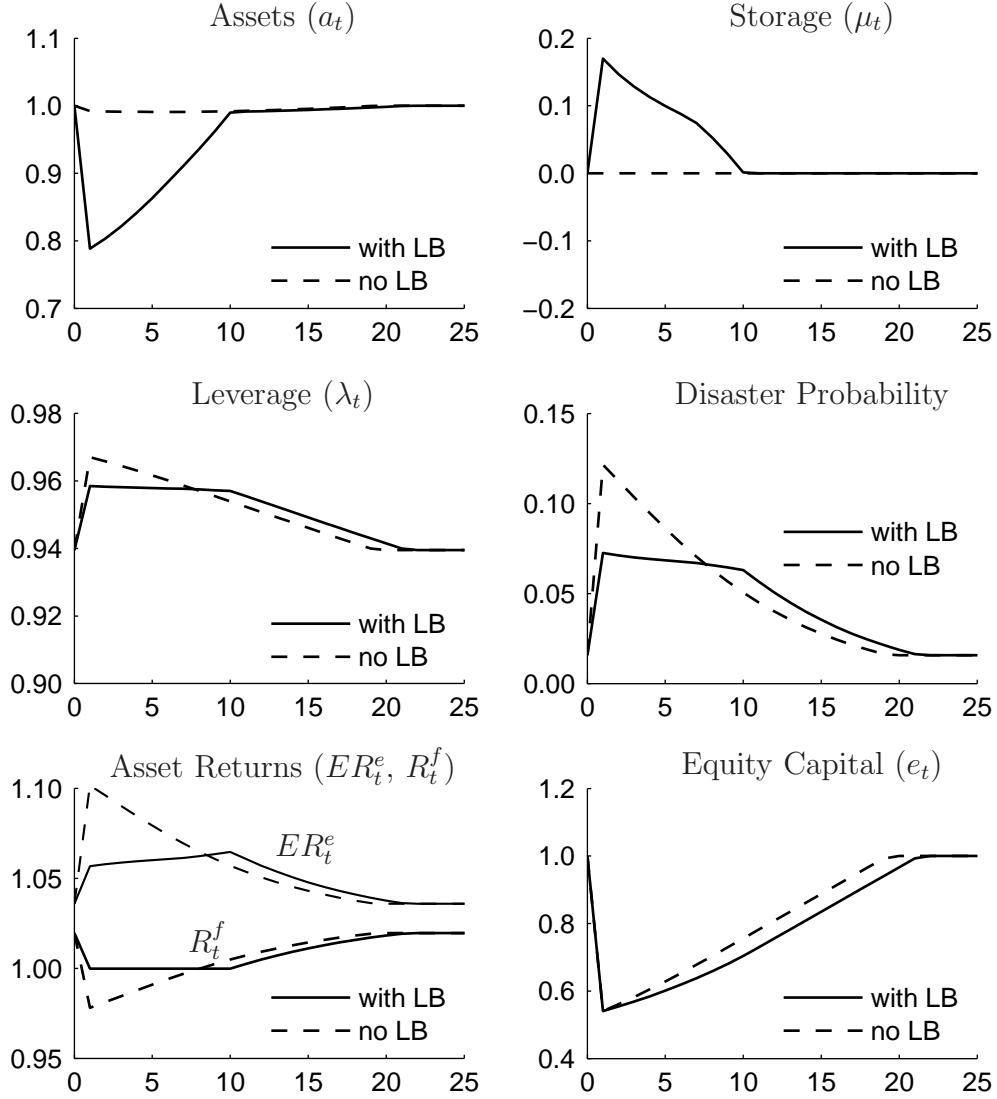 Assets (a_t)
1.1
1.0
0.9
0.8
0.7
with LB
no LB
0 5 10 15 20 25
Storage (μ_t)
0.2
0.1
0.0
−0.1
−0.2
with LB
no LB
0 5 10 15 20 25
Leverage (λ_t)
0.98
0.96
0.94
0.92
0.90
with LB
no LB
0 5 10 15 20 25
Disaster Probability
0.15
0.10
0.05
0.00
with LB
no LB
0 5 10 15 20 25
Asset Returns (ER_t^e, R_t^f)
1.10
1.05
1.00
0.95
ER_t^e
R_t^f
with LB
no LB
0 5 10 15 20 25
Equity Capital (e_t)
1.2
1.0
0.8
0.6
0.4
with LB
no LB
0 5 10 15 20 25